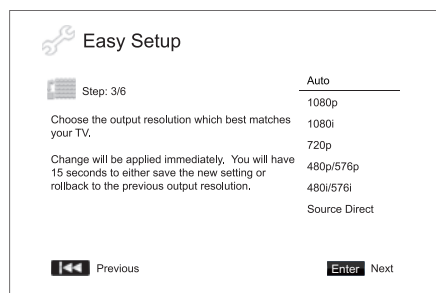 Easy Setup
Step: 3/6
Choose the output resolution which best matches
your TV.
Change will be applied immediately. You will have
15 seconds to either save the new setting or
rollback to the previous output resolution.
Auto
1080p
1080i
720p
480p/576p
480i/576i
Source Direct
Previous
Enter Next